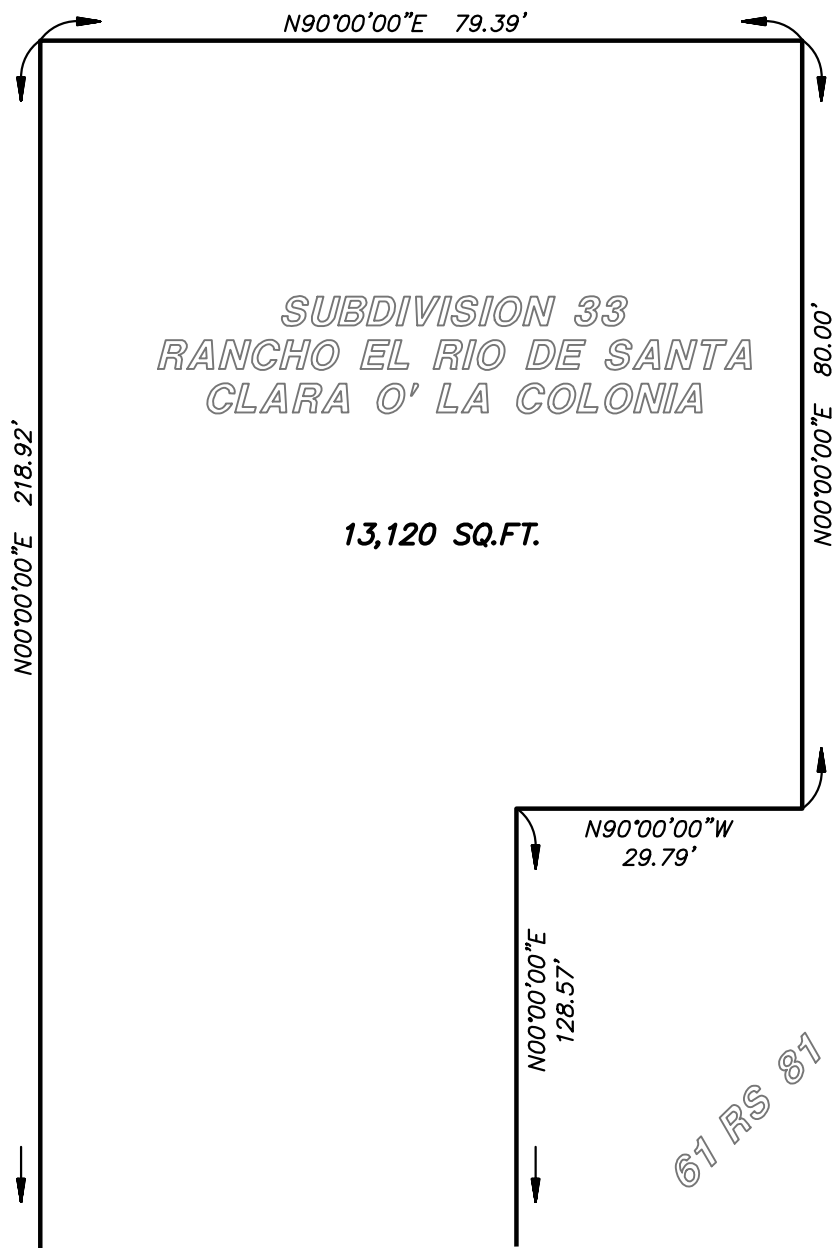 N90°00'00"E 79.39'
SUBDIVISION 33
RANCHO EL RIO DE SANTA
CLARA O' LA COLONIA
N00°00'00"E 80.00'
N00°00'00"E 218.92'
13,120 SQ.FT.
N90°00'00"W
29.79'
N00°00'00"E
128.57'
61 RS 81